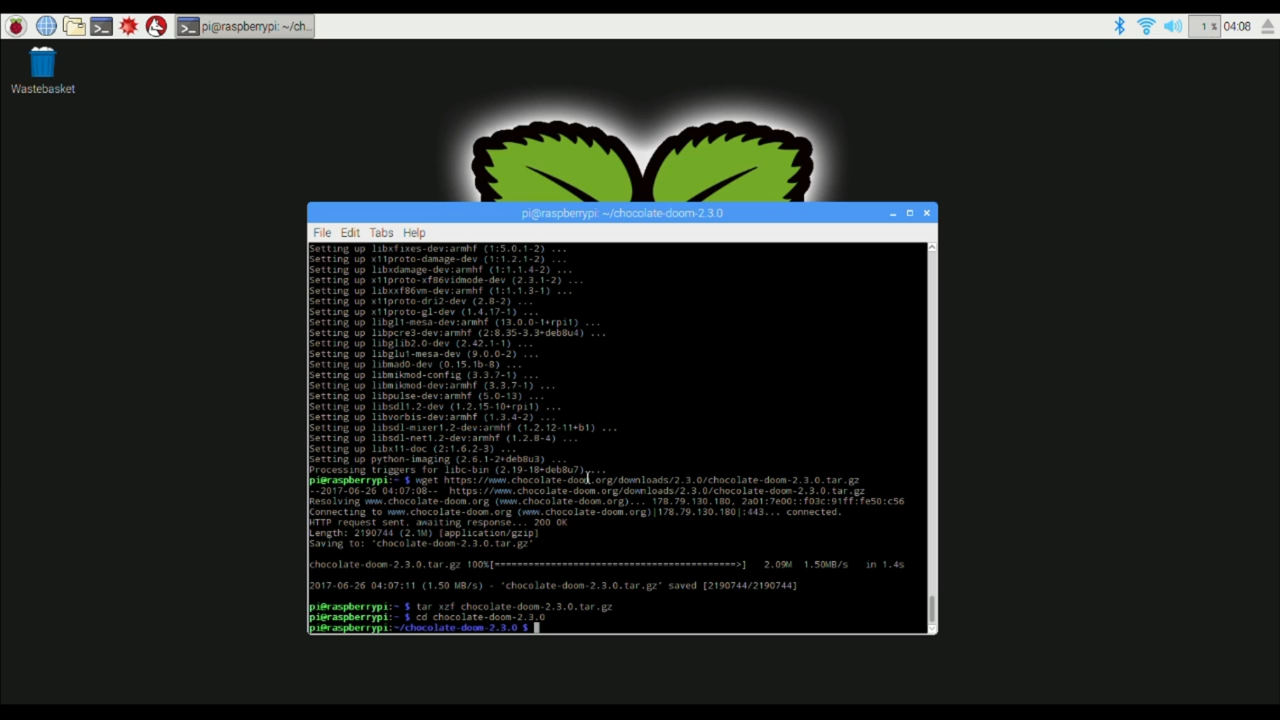 pi@raspberrypi: ~/ch...
1 %
04:08
Wastebasket
pi@raspberrypi: ~/chocolate-doom-2.3.0
File Edit Tabs Help
Setting up libxfixes-dev:armhf (1:5.0.1-2) ...
Setting up x11proto-damage-dev (1:1.2.1-2) ...
Setting up libxdamage-dev:armhf (1:1.1.4-2) ...
Setting up x11proto-xf86vidmode-dev (2.3.1-2) ...
Setting up libxxf86vm-dev:armhf (1:1.1.3-1) ...
Setting up x11proto-dri2-dev (2.8-2) ...
Setting up x11proto-gl-dev (1.4.17-1) ...
Setting up libgl1-mesa-dev:armhf (13.0.0-1+rpi1) ...
Setting up libpcre3-dev:armhf (2:8.35-3.3+deb8u4) ...
Setting up libglib2.0-dev (2.42.1-1) ...
Setting up libglu1-mesa-dev (9.0.0-2) ...
Setting up libmad0-dev (0.15.1b-8) ...
Setting up libmikmod-config (3.3.7-1) ...
Setting up libmikmod-dev:armhf (3.3.7-1) ...
Setting up libpulse-dev:armhf (5.0-13) ...
Setting up libsdl1.2-dev (1.2.15-10+rpi1) ...
Setting up libvorbis-dev:armhf (1.3.4-2) ...
Setting up libsdl-mixer1.2-dev:armhf (1.2.12-11+b1) ...
Setting up libsdl-net1.2-dev:armhf (1.2.8-4) ...
Setting up libx11-doc (2:1.6.2-3) ...
Setting up python-imaging (2.6.1-2+deb8u3) ...
Processing triggers for libc-bin (2.19-18+deb8u7) ...
pi@raspberrypi:~ $ wget https://www.chocolate-doom.org/downloads/2.3.0/chocolate-doom-2.3.0.tar.gz
--2017-06-26 04:07:08--  https://www.chocolate-doom.org/downloads/2.3.0/chocolate-doom-2.3.0.tar.gz
Resolving www.chocolate-doom.org (www.chocolate-doom.org)... 178.79.130.180, 2a01:7e00::f03c:91ff:fe50:c56
Connecting to www.chocolate-doom.org (www.chocolate-doom.org)|178.79.130.180|:443... connected.
HTTP request sent, awaiting response... 200 OK
Length: 2190744 (2.1M) [application/gzip]
Saving to: 'chocolate-doom-2.3.0.tar.gz'
chocolate-doom-2.3.0.tar.gz 100%[===========================================>] 2.09M 1.50MB/s in 1.4s
2017-06-26 04:07:11 (1.50 MB/s) - 'chocolate-doom-2.3.0.tar.gz' saved [2190744/2190744]
pi@raspberrypi:~ $ tar xzf chocolate-doom-2.3.0.tar.gz
pi@raspberrypi:~ $ cd chocolate-doom-2.3.0
pi@raspberrypi:~/chocolate-doom-2.3.0 $